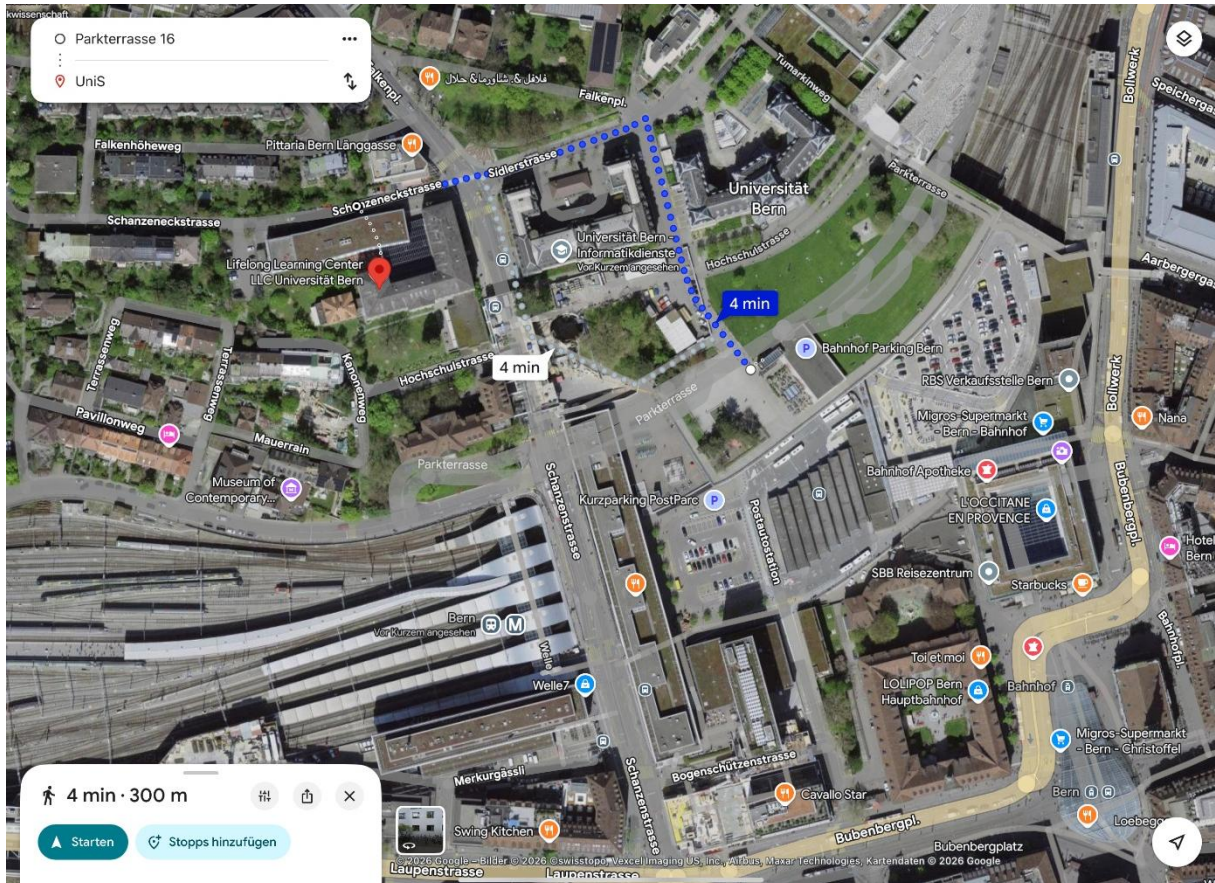 kwissenschaft
Parkterrasse 16
UniS
Falkenpl.
فلافل &. شاورما & حلال
Falkenpl.
Tumarkinweg
Bollwerk
Speichergas
Falkenhöheweg
Pittaria Bern Länggasse
Sidlerstrasse
Parkterrasse
Schanzeneckstrasse
Universität
Bern
Schanzeneckstrasse
Universität Bern -
Informatikdienste
Vor Kurzem angesehen
Hochschulstrasse
Lifelong Learning Center
LLC Universität Bern
Aarbergergas
4 min
Terrassenweg
Terrassenweg
Kanonenweg
Hochschulstrasse
4 min
Bahnhof Parking Bern
RBS Verkaufsstelle Bern
Bollwerk
Parkterrasse
Pavillonweg
Mauerrain
Migros-Supermarkt
- Bern - Bahnhof
Nana
Parkterrasse
Bahnhof Apotheke
Museum of
Contemporary...
Schanzenstrasse
Kurzparking PostParc
P
Postautostation
L'OCCITANE
EN PROVENCE
Bubenbergpl.
Hotel
Bern
SBB Reisezentrum
Starbucks
Bern
M
Vor Kurzem angesehen
Welle
Toi et moi
Bahnhofpl.
Welle7
LOLIPOP Bern
Hauptbahnhof
Bahnhof
Migros-Supermarkt
- Bern - Christoffel
Merkurgässli
Schanzenstrasse
Bogenschützenstrasse
4 min · 300 m
Cavallo Star
Bern
Starten
Stopps hinzufügen
Swing Kitchen
Bubenbergpl.
Loebega
Bubenbergplatz
©2026 Google – Bilder © 2026 ©swisstopo, Vexcel Imaging US, Inc., Airbus, Maxar Technologies, Kartendaten © 2026 Google
Laupenstrasse
Laupenstrasse